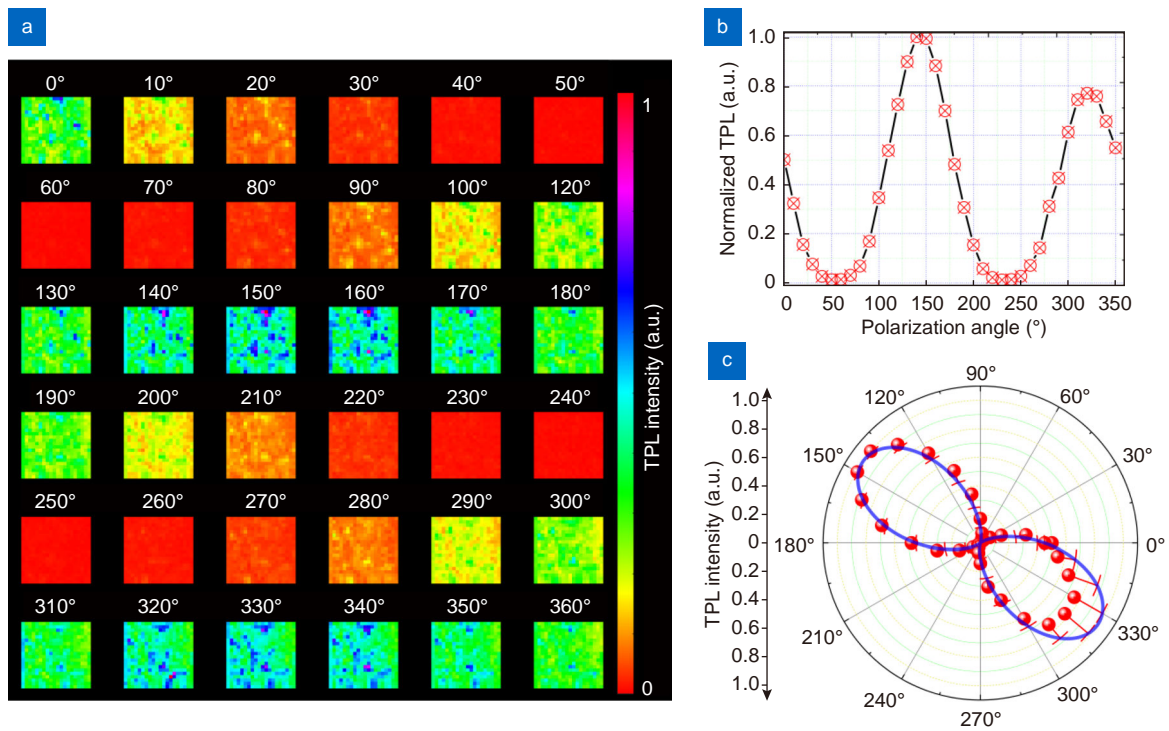 a
0° 10° 20° 30° 40° 50°
60° 70° 80° 90° 100° 120°
130° 140° 150° 160° 170° 180°
190° 200° 210° 220° 230° 240°
250° 260° 270° 280° 290° 300°
310° 320° 330° 340° 350° 360°
1
TPL intensity (a.u.)
0
b
Normalized TPL (a.u.)
1.0
0.8
0.6
0.4
0.2
0
0 50 100 150 200 250 300 350
Polarization angle (°)
c
TPL intensity (a.u.)
1.0
0.8
0.6
0.4
0.2
0
0.2
0.4
0.6
0.8
1.0
90°
120° 60°
150° 30°
180° 0°
210° 330°
240° 300°
270°